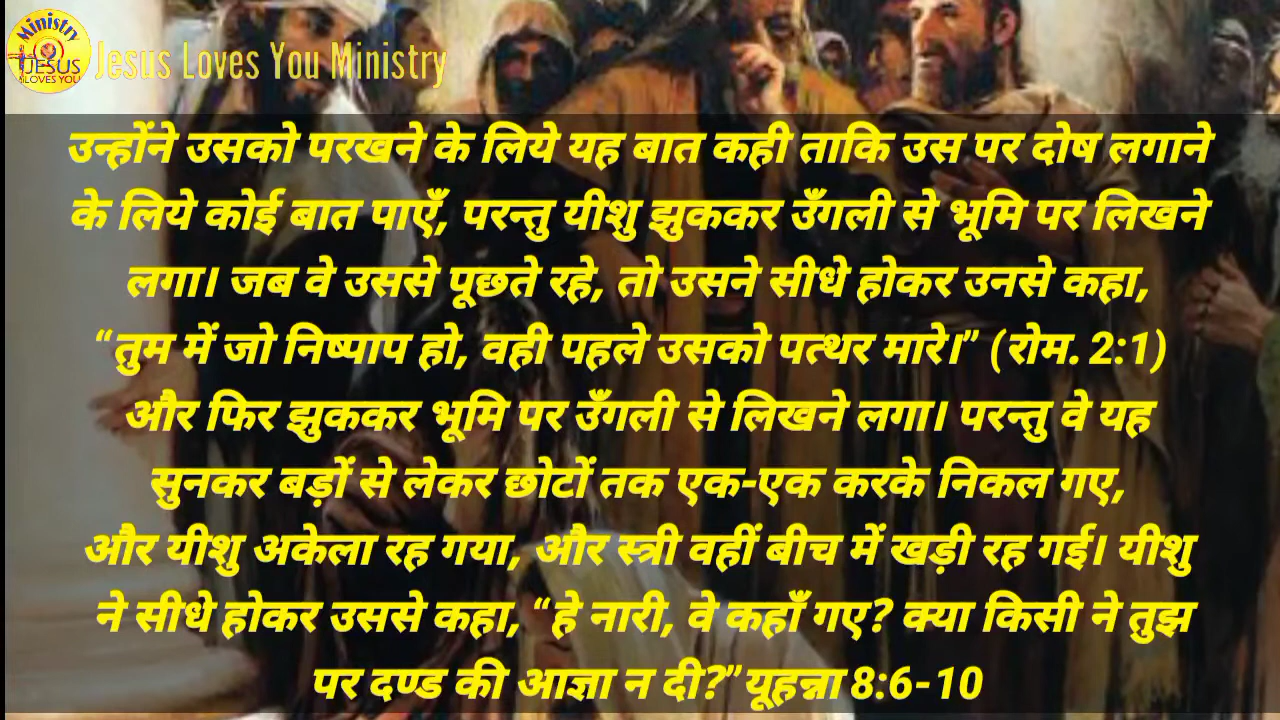 Ministry
JESUS
LOVES YOU
Jesus Loves You Ministry
उन्होंने उसको परखने के लिये यह बात कही ताकि उस पर दोष लगाने
के लिये कोई बात पाएँ, परन्तु यीशु झुककर उँगली से भूमि पर लिखने
लगा। जब वे उससे पूछते रहे, तो उसने सीधे होकर उनसे कहा,
“तुम में जो निष्पाप हो, वही पहले उसको पत्थर मारे।” (रोम. 2:1)
और फिर झुककर भूमि पर उँगली से लिखने लगा। परन्तु वे यह
सुनकर बड़ों से लेकर छोटों तक एक-एक करके निकल गए,
और यीशु अकेला रह गया, और स्त्री वहीं बीच में खड़ी रह गई। यीशु
ने सीधे होकर उससे कहा, “हे नारी, वे कहाँ गए? क्या किसी ने तुझ
पर दण्ड की आज्ञा न दी?”यूहन्ना 8:6-10